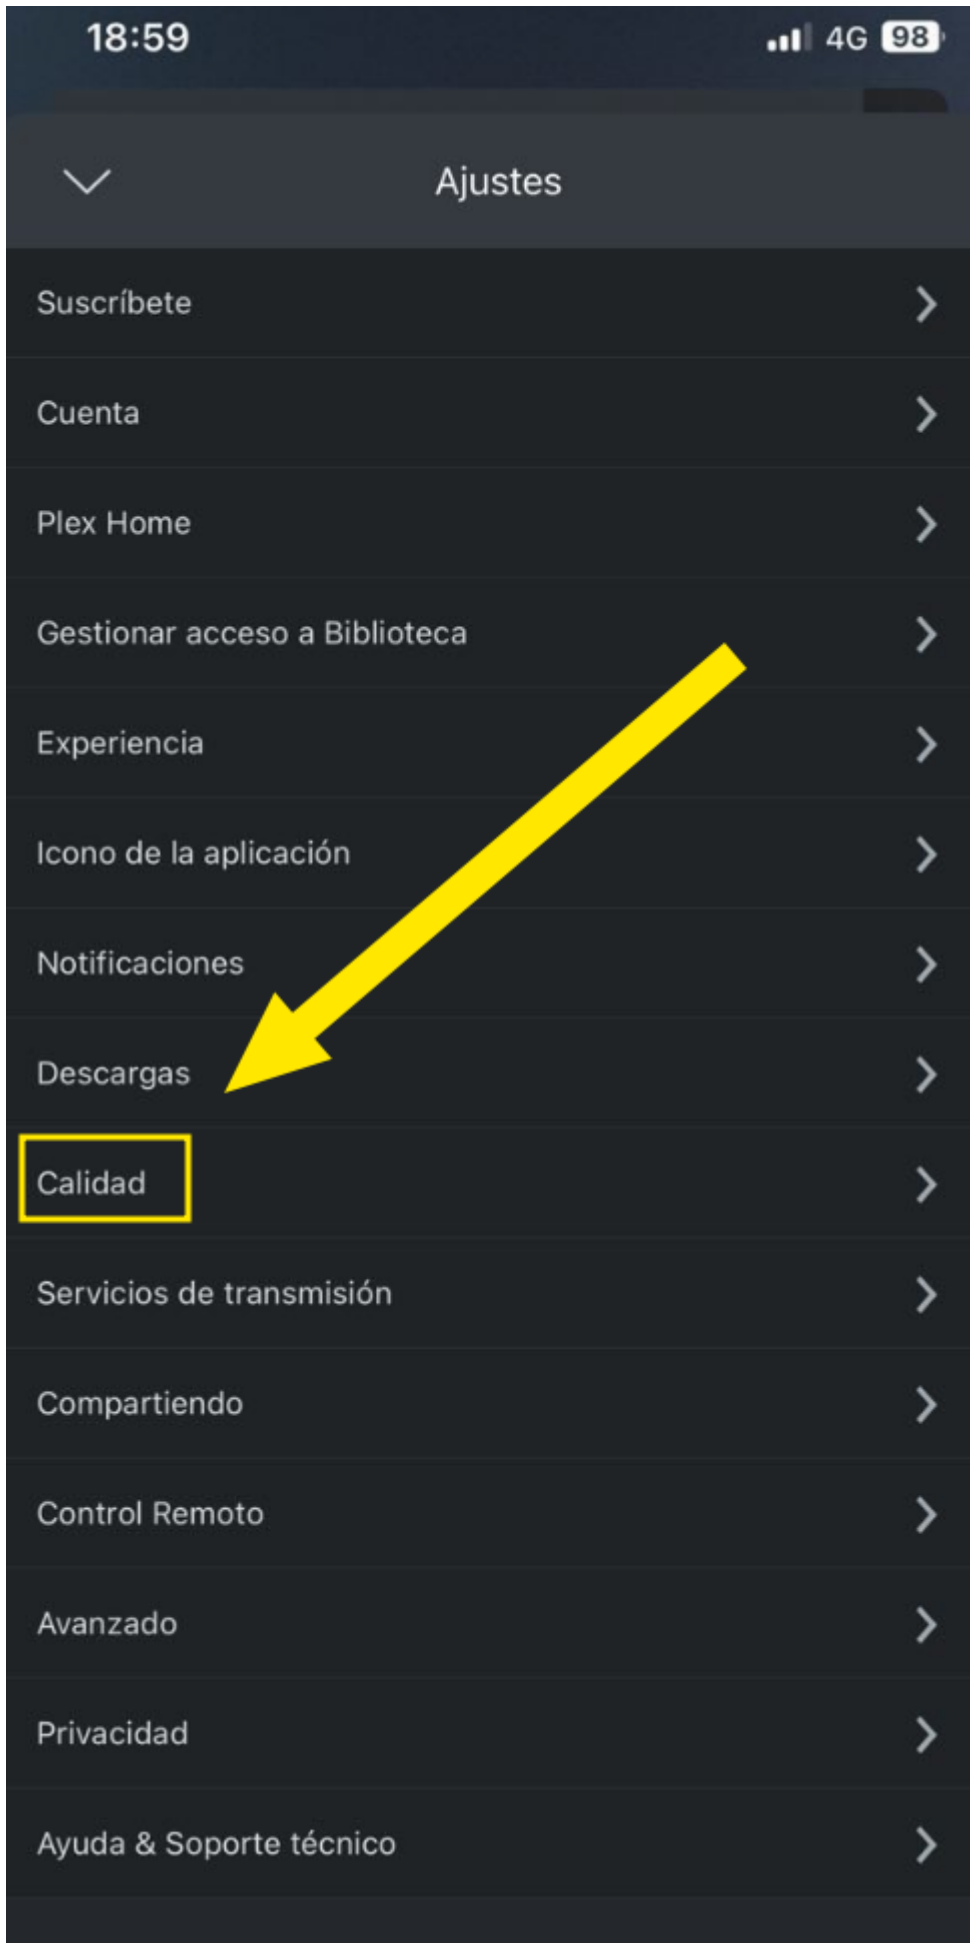 18:59 4G 98
Ajustes
Suscríbete
Cuenta
Plex Home
Gestionar acceso a Biblioteca
Experiencia
Icono de la aplicación
Notificaciones
Descargas
Calidad
Servicios de transmisión
Compartiendo
Control Remoto
Avanzado
Privacidad
Ayuda & Soporte técnico